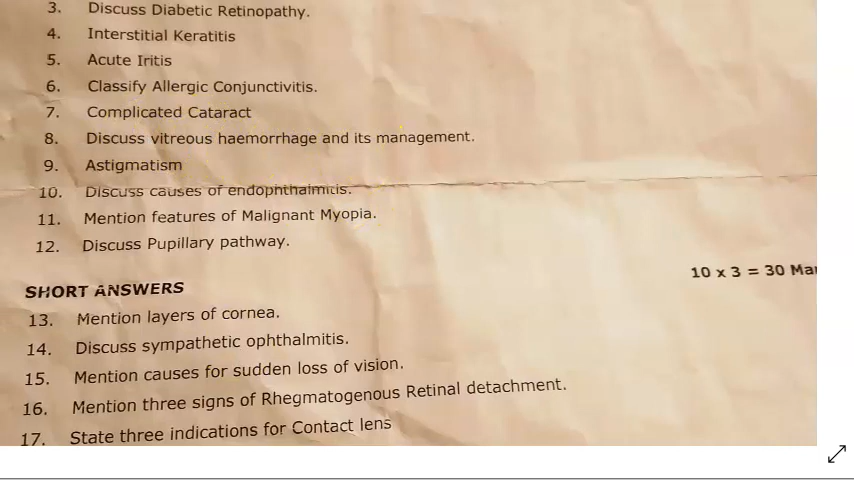 3. Discuss Diabetic Retinopathy.
4. Interstitial Keratitis
5. Acute Iritis
6. Classify Allergic Conjunctivitis.
7. Complicated Cataract
8. Discuss vitreous haemorrhage and its management.
9. Astigmatism
10. Discuss causes of endophthalmitis.
11. Mention features of Malignant Myopia.
12. Discuss Pupillary pathway.
10 x 3 = 30 Mar
SHORT ANSWERS
13. Mention layers of cornea.
14. Discuss sympathetic ophthalmitis.
15. Mention causes for sudden loss of vision.
16. Mention three signs of Rhegmatogenous Retinal detachment.
17. State three indications for Contact lens